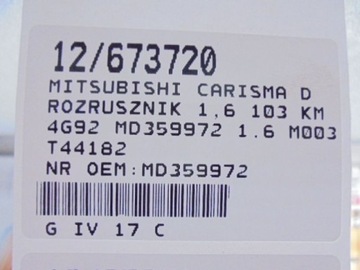 12/673720
MITSUBISHI CARISMA D
ROZRUSZNIK 1,6 103 KM
4G92 MD359972 1.6 M003
T44182
NR OEM:MD359972
G IV 17 C